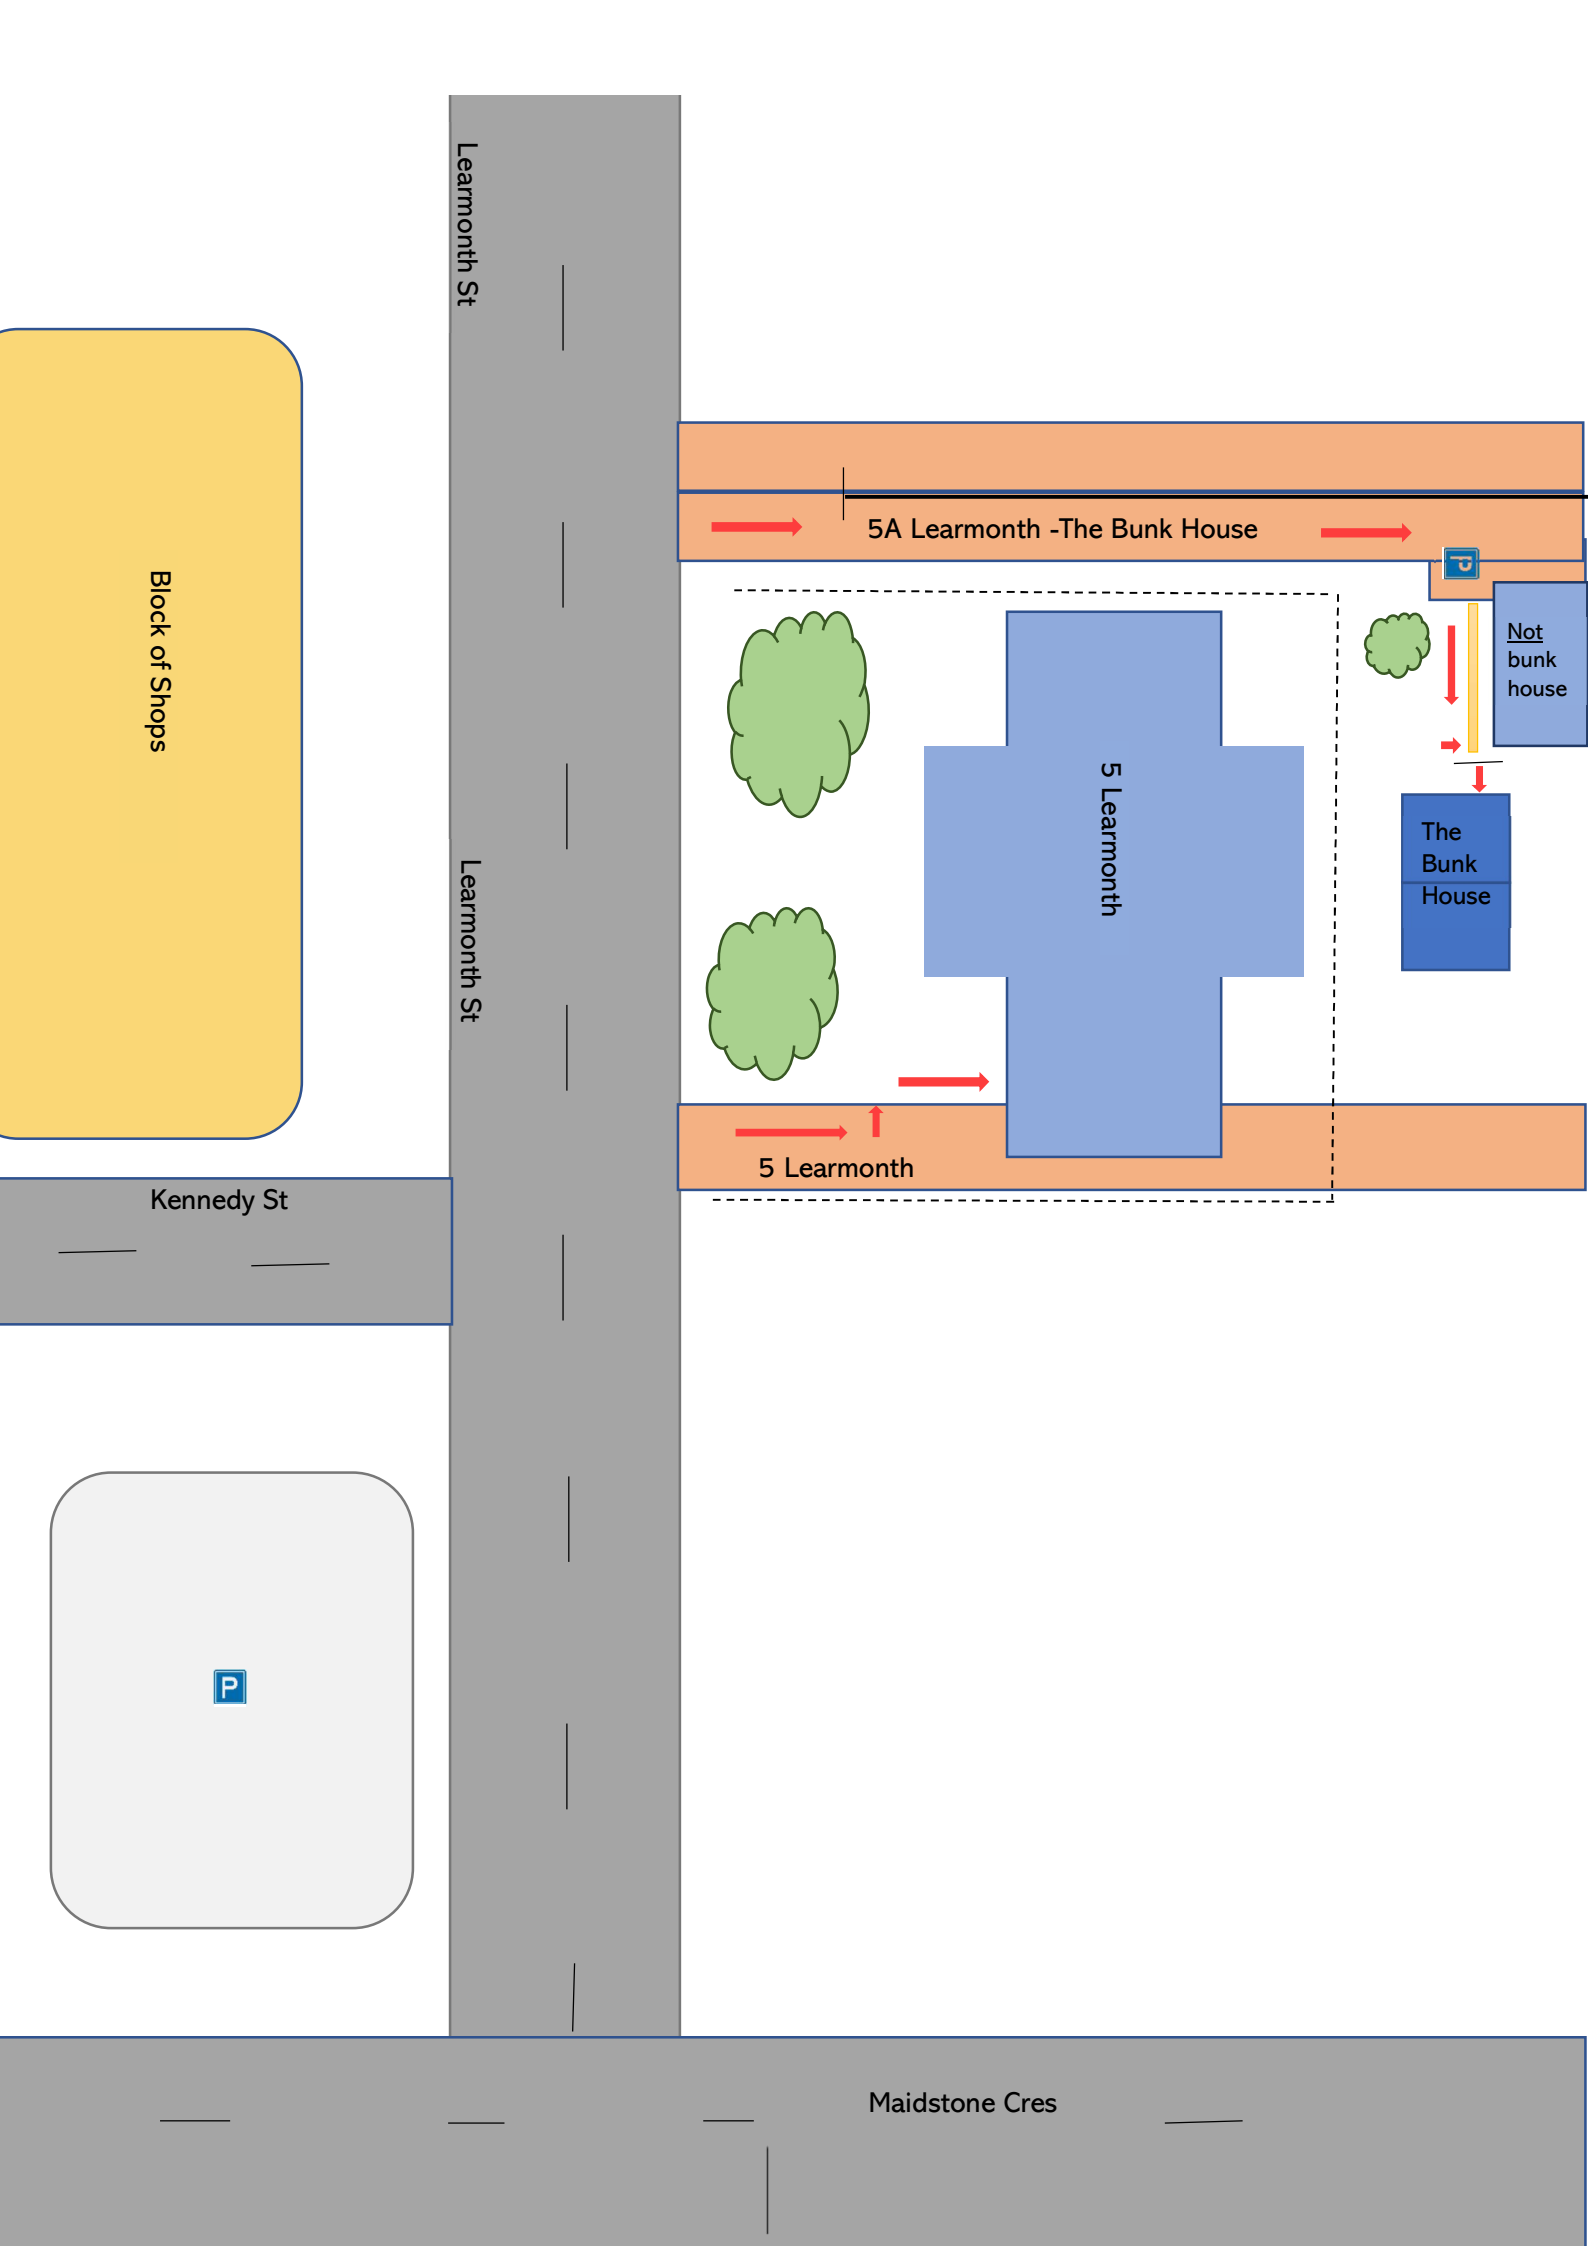 Learmonth St
5A Learmonth -The Bunk House
P
Block of Shops
Not
bunk
house
5 Learmonth
The
Bunk
House
Learmonth St
5 Learmonth
Kennedy St
P
Maidstone Cres